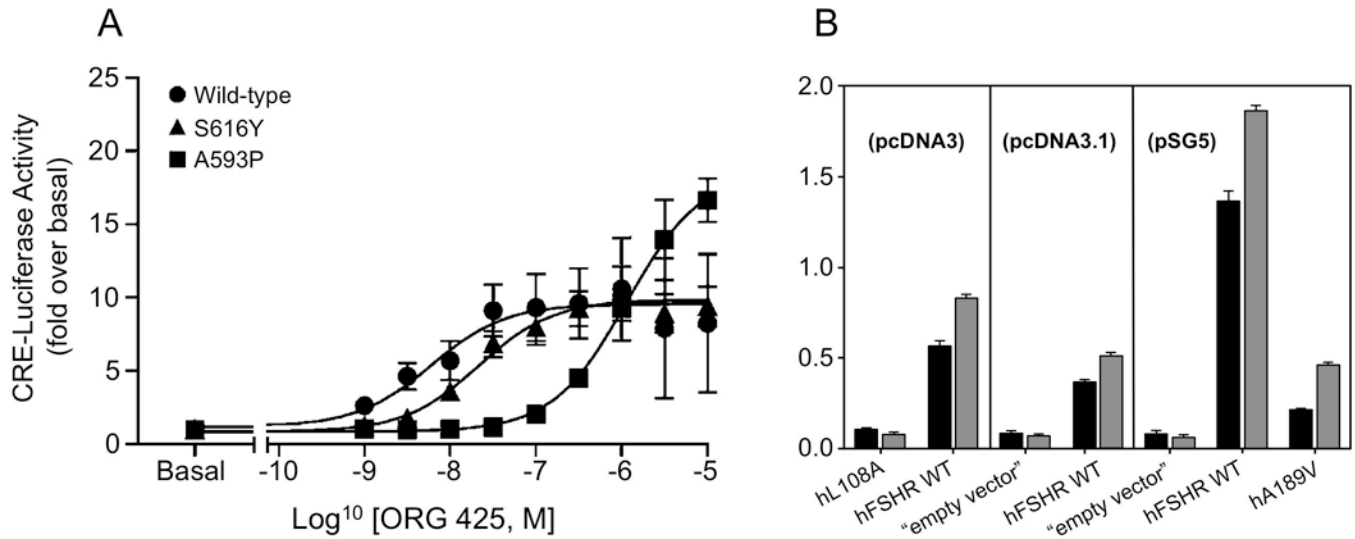 A
CRE-Luciferase Activity
(fold over basal)
25
20
15
10
5
0
Wild-type
S616Y
A593P
Basal
-10
-9
-8
-7
-6
-5
Log¹⁰ [ORG 425, M]
B
2.0
1.5
1.0
0.5
0.0
(pcDNA3)
(pcDNA3.1)
(pSG5)
hL108A
hFSHR WT
“empty vector”
hFSHR WT
“empty vector”
hFSHR WT
hA189V